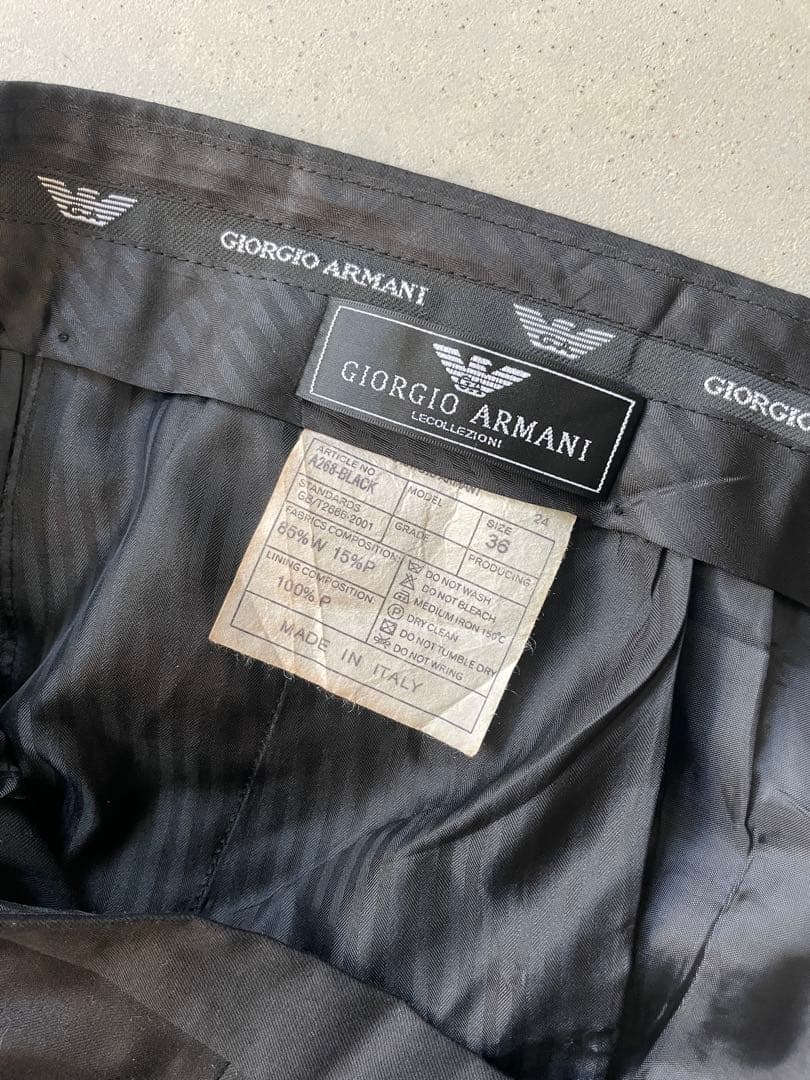 GIORGIO ARMANI
GIORGIO
GIORGIO ARMANI
LECOLLEZIONI
ARTICLE NO
A268-BLACK
MODEL
SIZE
24
36
STANDARDS
GB/T2666-2001
GRADE
PRODUCING
FABRICS COMPOSITION
85%W 15%P
LINING COMPOSITION
100% P
DO NOT WASH
DO NOT BLEACH
MEDIUM IRON 150°C
DRY CLEAN
DO NOT TUMBLE DRY
DO NOT WRING
MADE IN ITALY